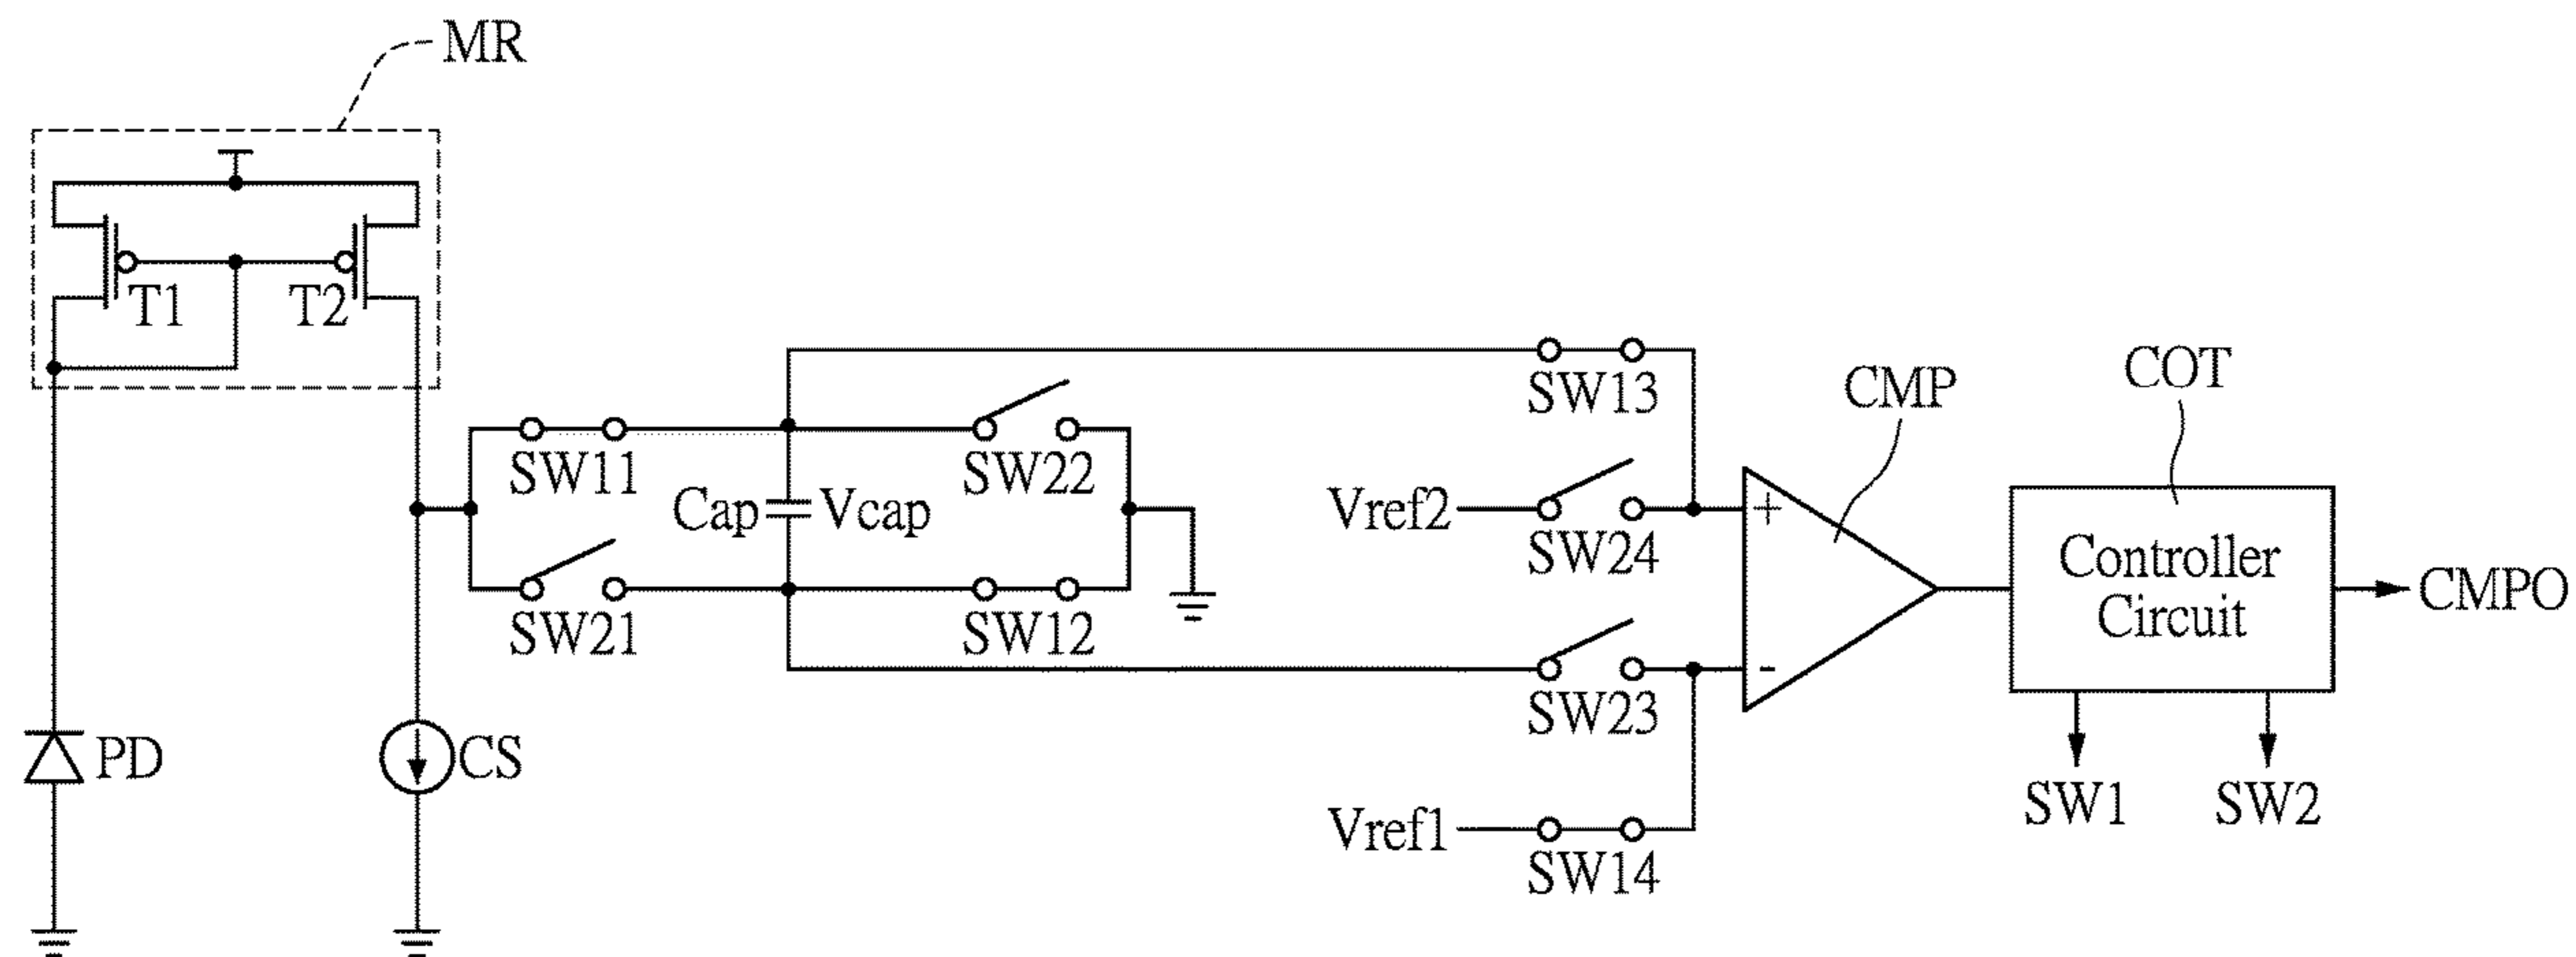 MR
T1
T2
SW13
CMP
COT
SW11
SW22
Cap
Vcap
Vref2
+
SW24
Controller
Circuit
CMPO
SW21
SW12
-
SW23
PD
CS
SW1
SW2
Vref1
SW14